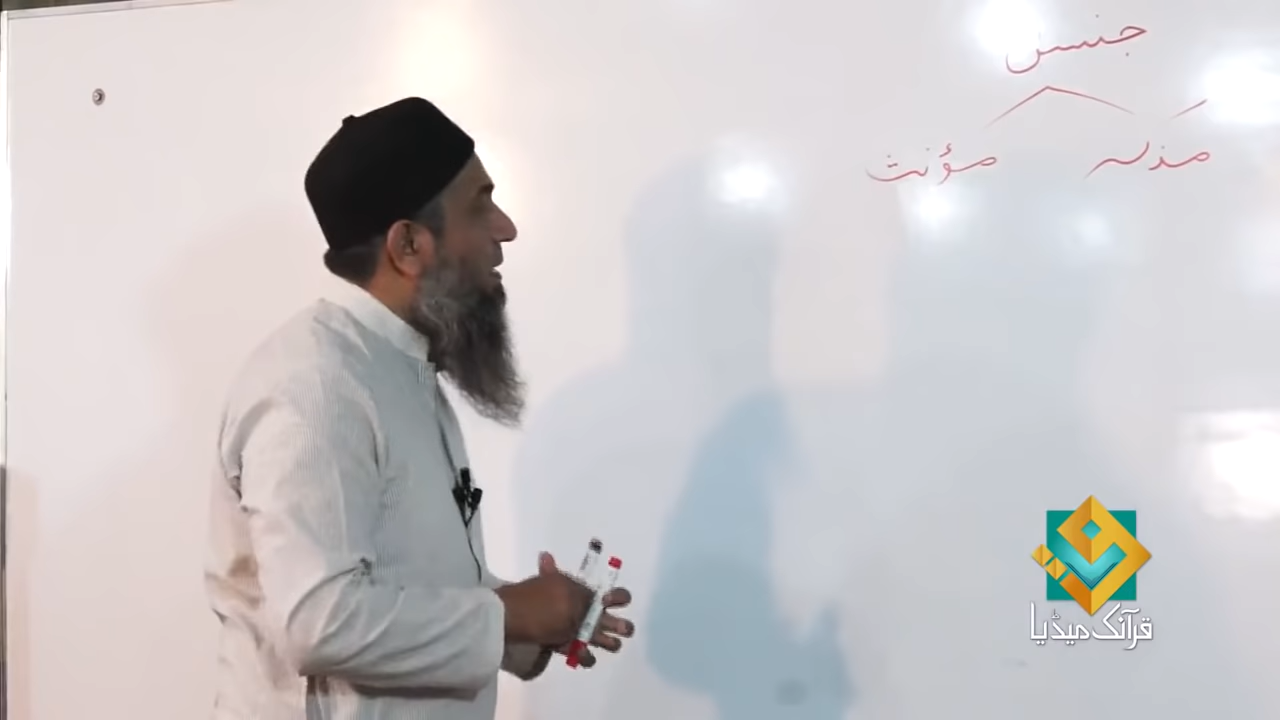 جنس
مذکر مؤنث
قرآنک میڈیا